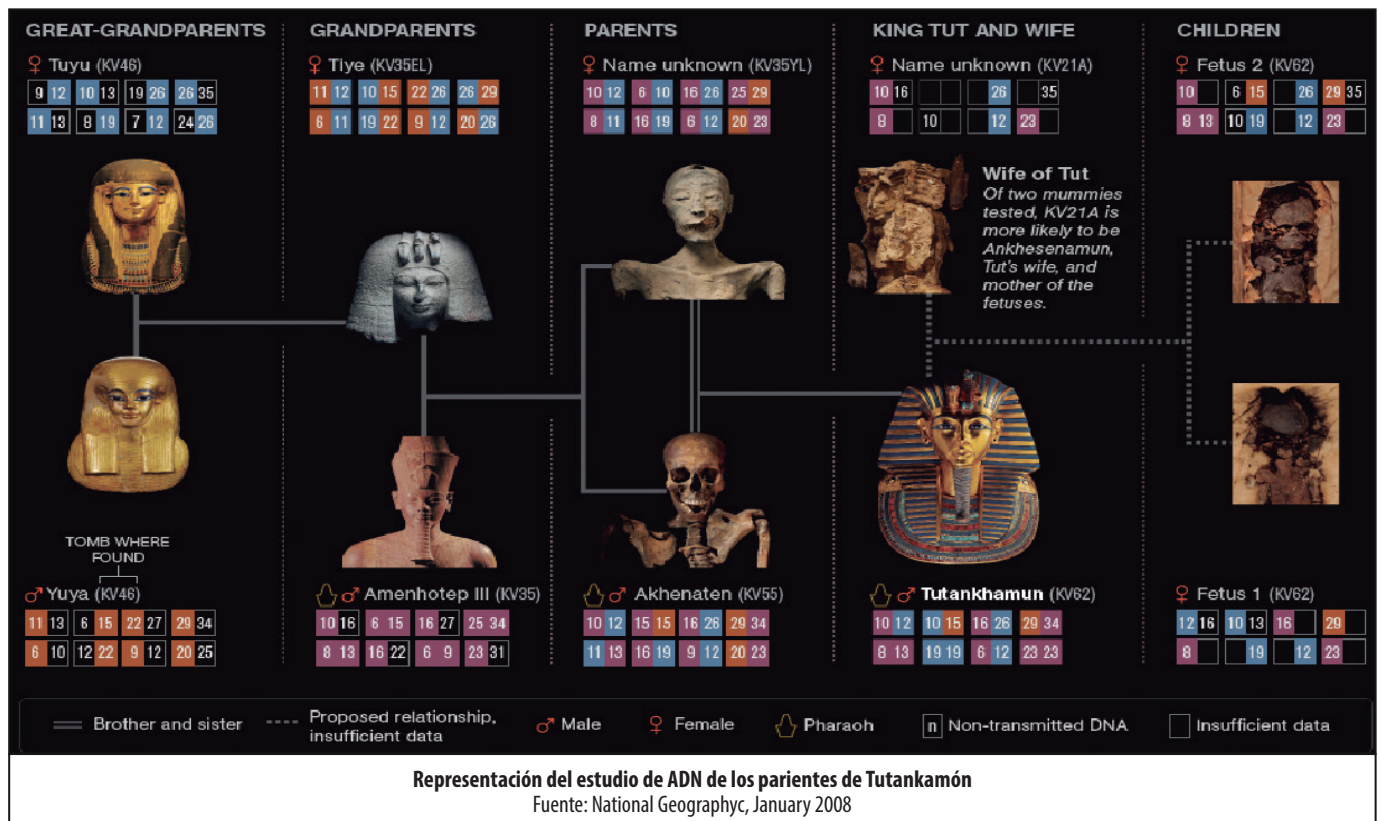 GREAT-GRANDPARENTS
♀ Tuyu (KV46)
9 12 10 13 19 26 26 35
11 13 8 19 7 12 24 26
TOMB WHERE
FOUND
♂ Yuya (KV46)
11 13 6 15 22 27 29 34
6 10 12 22 9 12 20 25
GRANDPARENTS
♀ Tiye (KV35EL)
11 12 10 15 22 26 26 29
6 11 19 22 9 12 20 26
Amenhotep III (KV35)
10 16 6 15 16 27 25 34
8 13 16 22 6 9 23 31
PARENTS
♀ Name unknown (KV35YL)
10 12 6 10 16 26 25 29
8 11 16 19 6 12 20 23
Akhenaten (KV55)
10 12 15 15 16 26 29 34
11 13 16 19 9 12 20 23
KING TUT AND WIFE
♀ Name unknown (KV21A)
10 16 26 35
8 10 12 23
Wife of Tut
Of two mummies
tested, KV21A is
more likely to be
Ankhesenamun,
Tut's wife, and
mother of the
fetuses.
Tutankhamun (KV62)
10 12 10 15 16 26 29 34
8 13 19 19 6 12 23 23
CHILDREN
♀ Fetus 2 (KV62)
10 6 15 26 29 35
8 13 10 19 12 23
♀ Fetus 1 (KV62)
12 16 10 13 16 29
8 19 12 23
Brother and sister
Proposed relationship,
insufficient data
♂ Male
♀ Female
Pharaoh
n Non-transmitted DNA
Insufficient data
Representación del estudio de ADN de los parientes de Tutankamón
Fuente: National Geographyc, January 2008